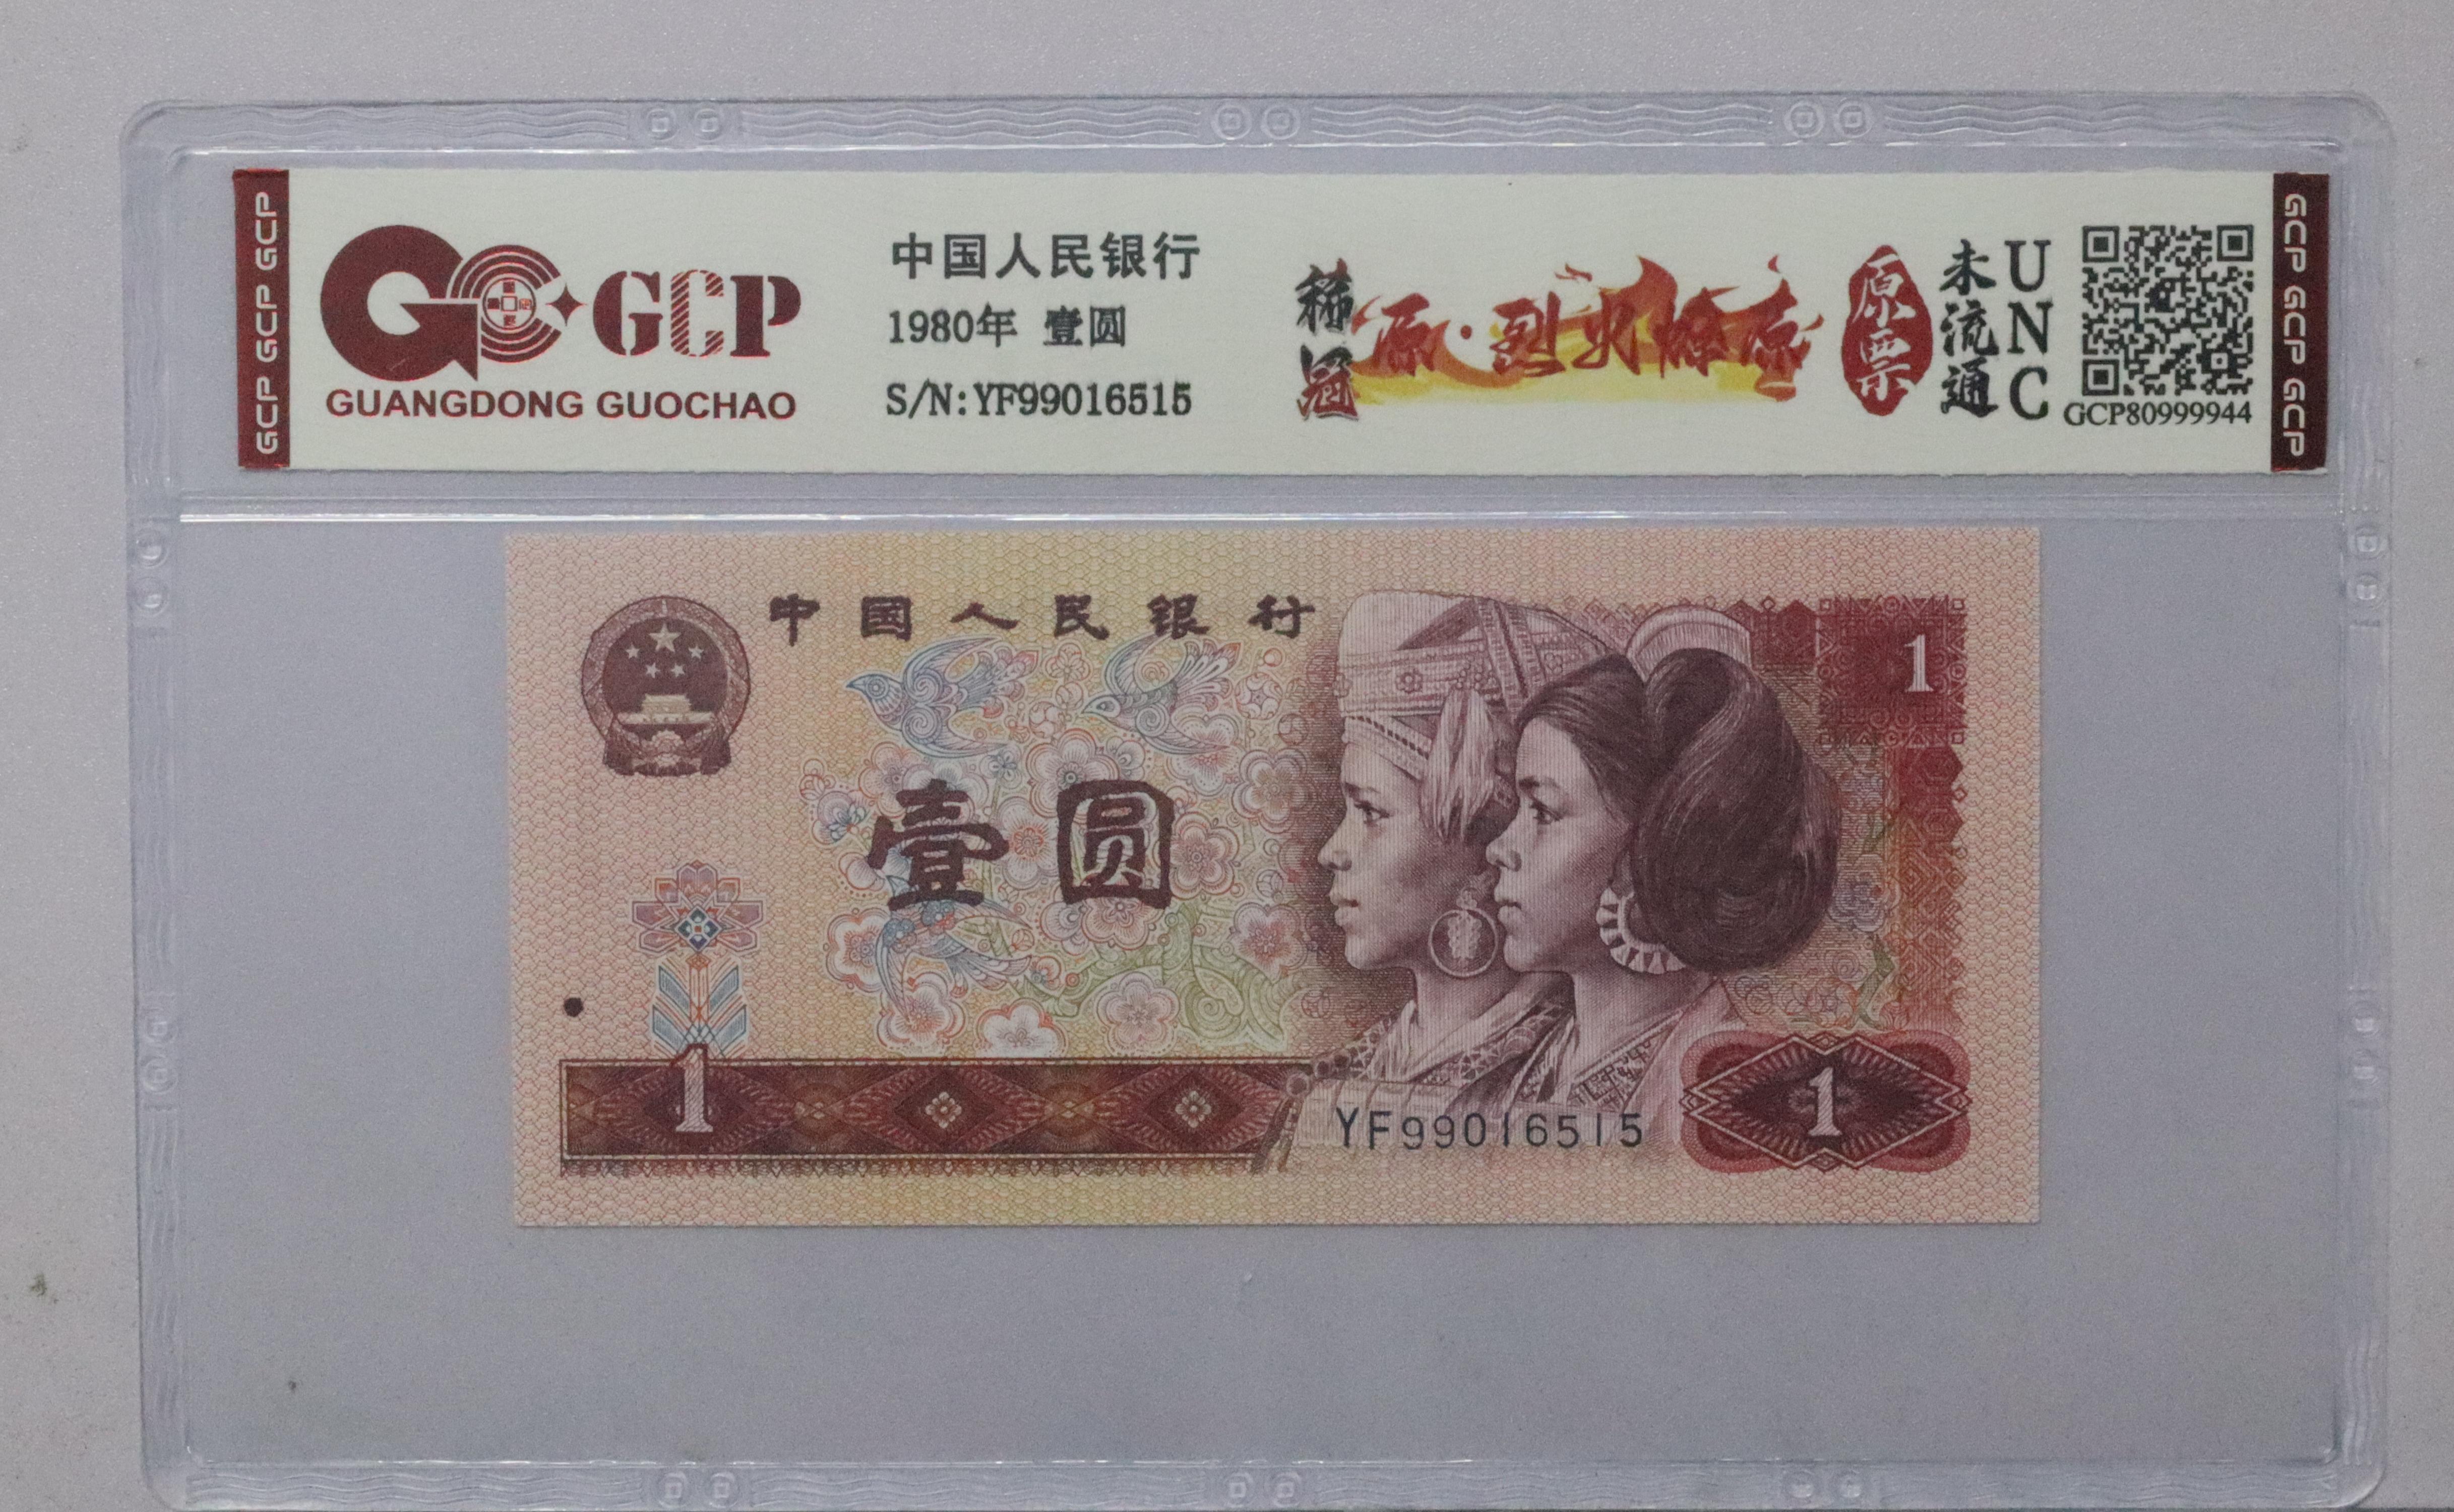 GCP GCP GCP
GCP
GUANGDONG GUOCHAO
中国人民银行
1980年 壹圆
S/N:YF99016515
稀冠
原·烈火燎原
原票
未流通
UNC
GCP80999944
GCP GCP GCP
中国人民银行
1
壹圆
1
YF99016515
1